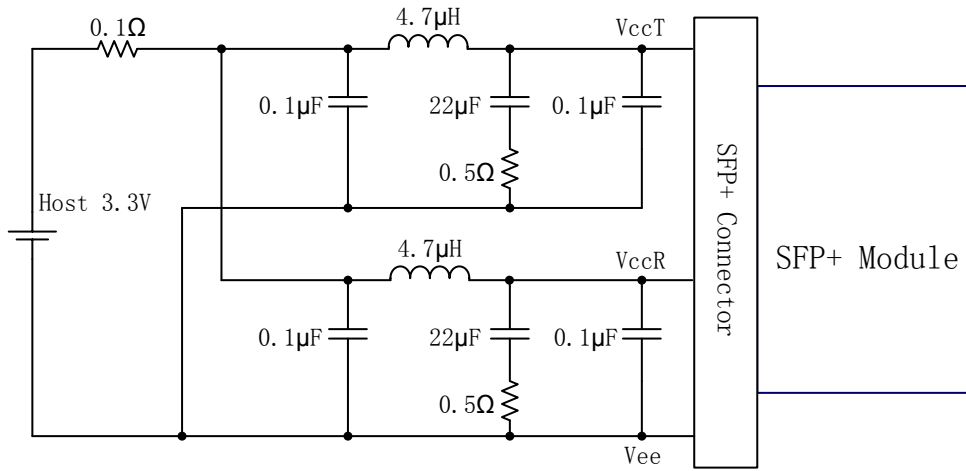 4.7μH
0.1Ω
VccT
0.1μF
22μF
0.1μF
0.5Ω
Host 3.3V
4.7μH
VccR
0.1μF
22μF
0.1μF
0.5Ω
Vee
SFP+ Connector
SFP+ Module